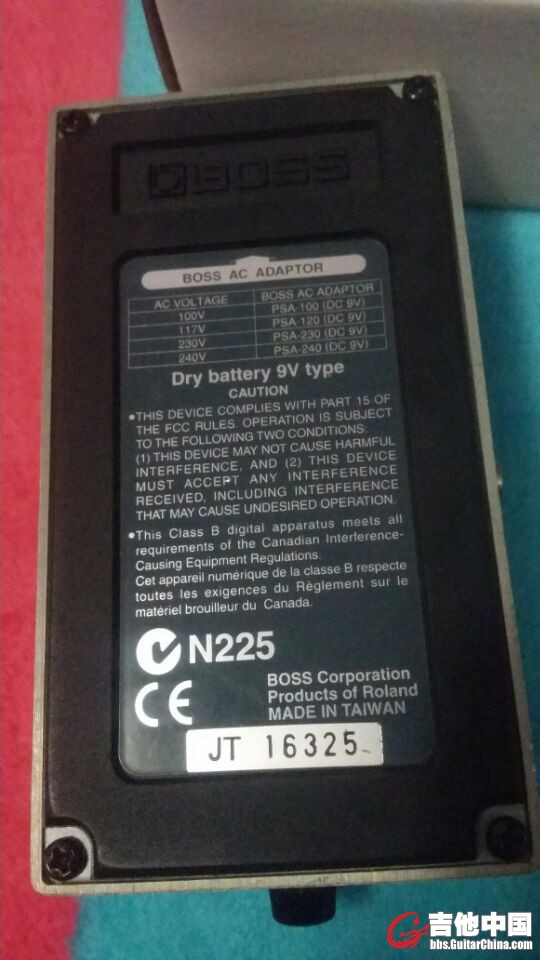 BOSS
BOSS AC ADAPTOR
AC VOLTAGE BOSS AC ADAPTOR
100V PSA-100 (DC 9V)
117V PSA-120 (DC 9V)
230V PSA-230 (DC 9V)
240V PSA-240 (DC 9V)
Dry battery 9V type
CAUTION
•THIS DEVICE COMPLIES WITH PART 15 OF
THE FCC RULES. OPERATION IS SUBJECT
TO THE FOLLOWING TWO CONDITIONS:
(1) THIS DEVICE MAY NOT CAUSE HARMFUL
INTERFERENCE, AND (2) THIS DEVICE
MUST ACCEPT ANY INTERFERENCE
RECEIVED, INCLUDING INTERFERENCE
THAT MAY CAUSE UNDESIRED OPERATION.
•This Class B digital apparatus meets all
requirements of the Canadian Interference-
Causing Equipment Regulations.
Cet appareil numérique de la classe B respecte
toutes les exigences du Règlement sur le
matériel brouilleur du Canada.
N225
CE
BOSS Corporation
Products of Roland
MADE IN TAIWAN
JT 16325
吉他中国
bbs.GuitarChina.com